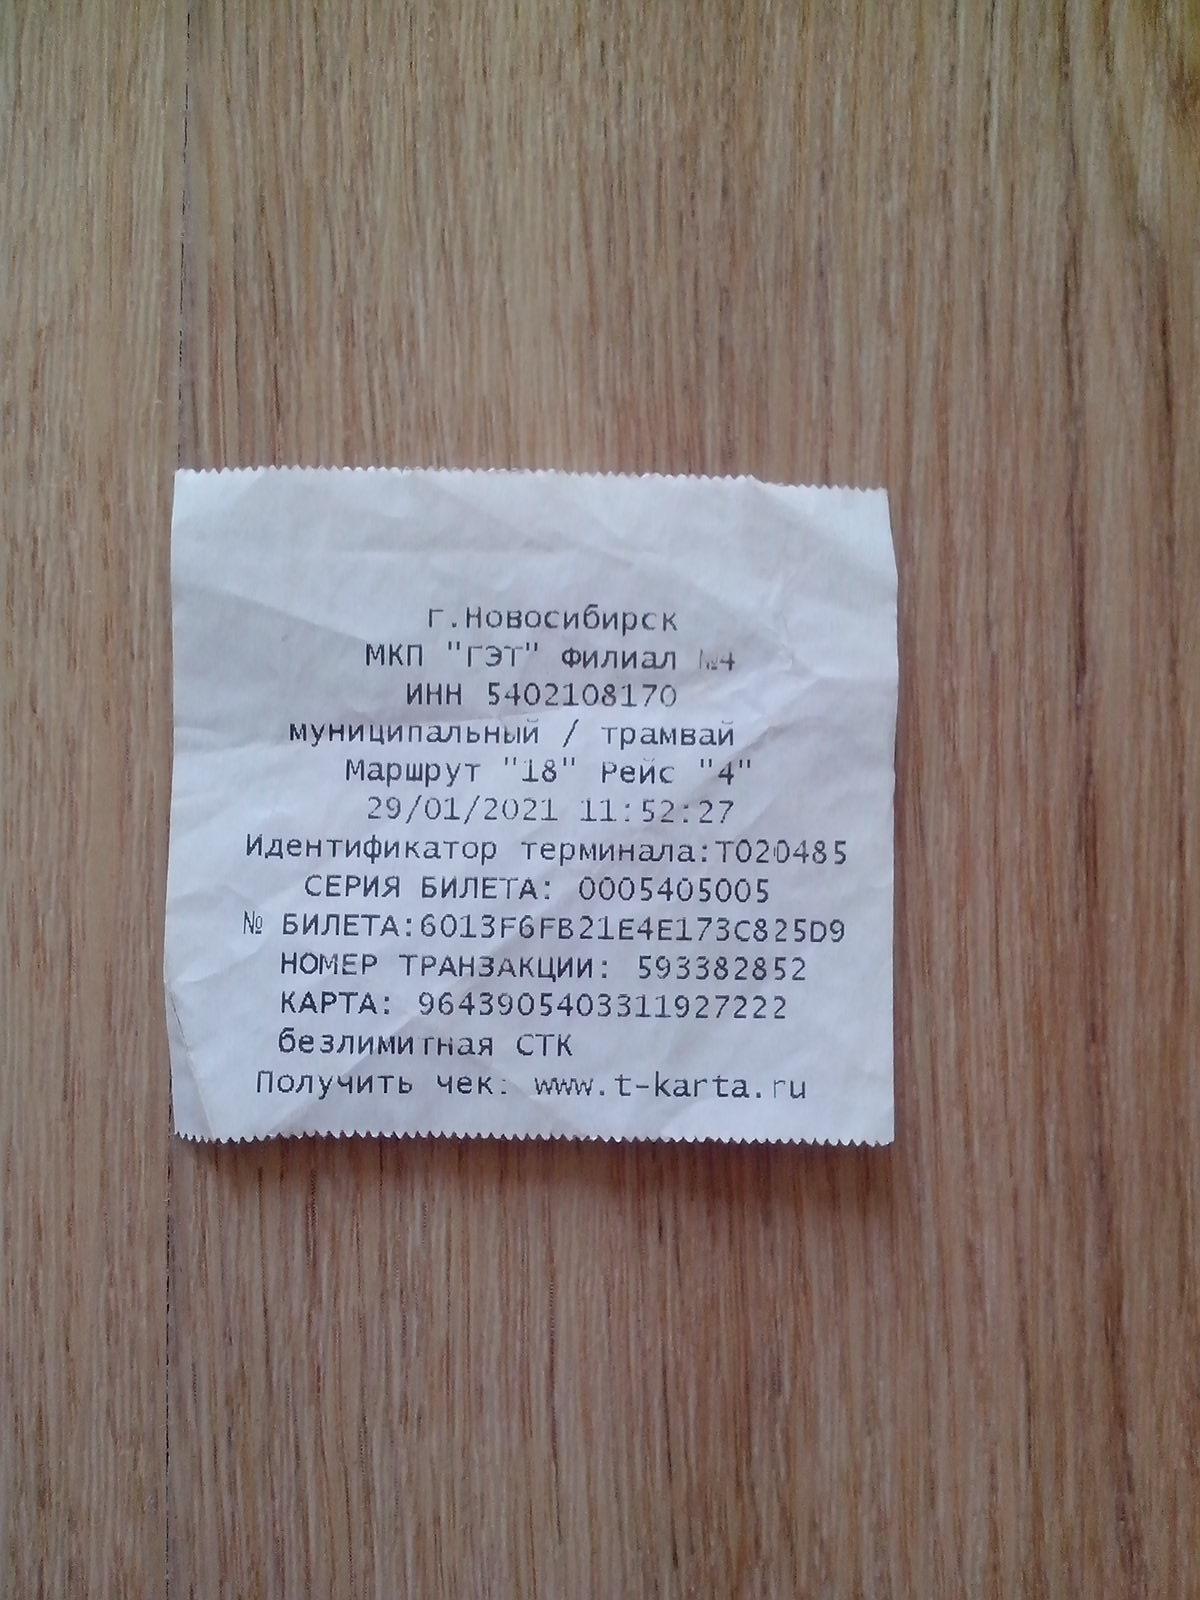 г.Новосибирск
МКП "ГЭТ" Филиал №4
ИНН 5402108170
муниципальный / трамвай
Маршрут "18" Рейс "4"
29/01/2021 11:52:27
Идентификатор терминала:T020485
СЕРИЯ БИЛЕТА: 0005405005
№ БИЛЕТА:6013F6FB21E4E173C825D9
НОМЕР ТРАНЗАКЦИИ: 593382852
КАРТА: 9643905403311927222
безлимитная СТК
Получить чек: www.t-karta.ru